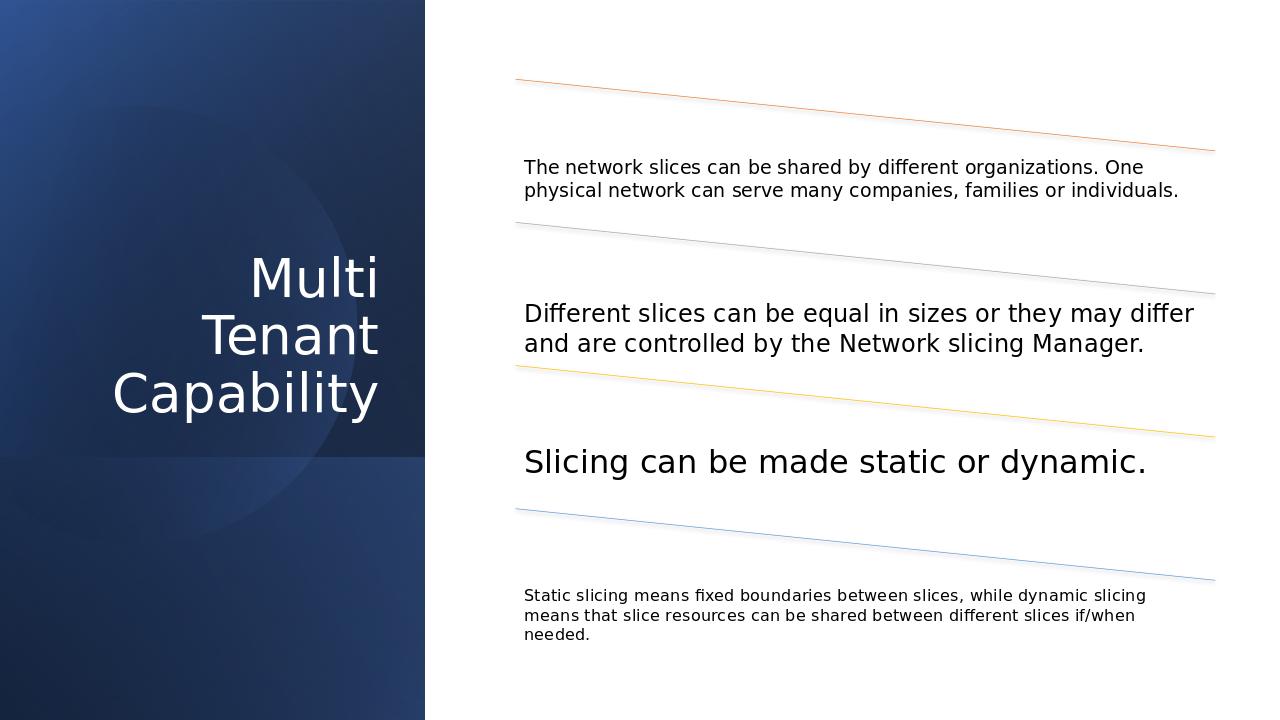 Multi
Tenant
Capability
The network slices can be shared by different organizations. One
physical network can serve many companies, families or individuals.
Different slices can be equal in sizes or they may differ
and are controlled by the Network slicing Manager.
Slicing can be made static or dynamic.
Static slicing means fixed boundaries between slices, while dynamic slicing
means that slice resources can be shared between different slices if/when
needed.